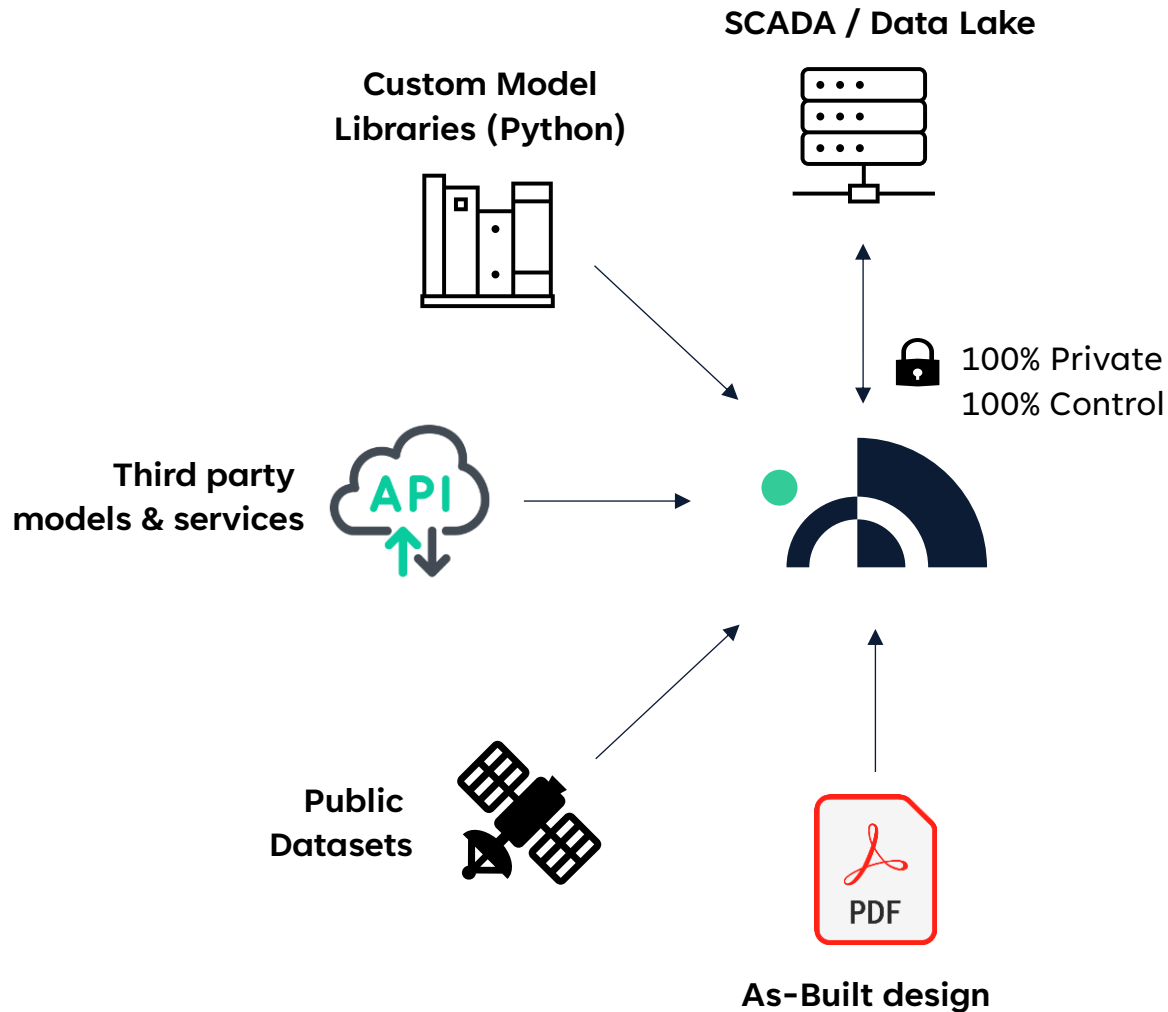 SCADA / Data Lake
Custom Model
Libraries (Python)
100% Private
100% Control
Third party
models & services
API
Public
Datasets
PDF
As-Built design